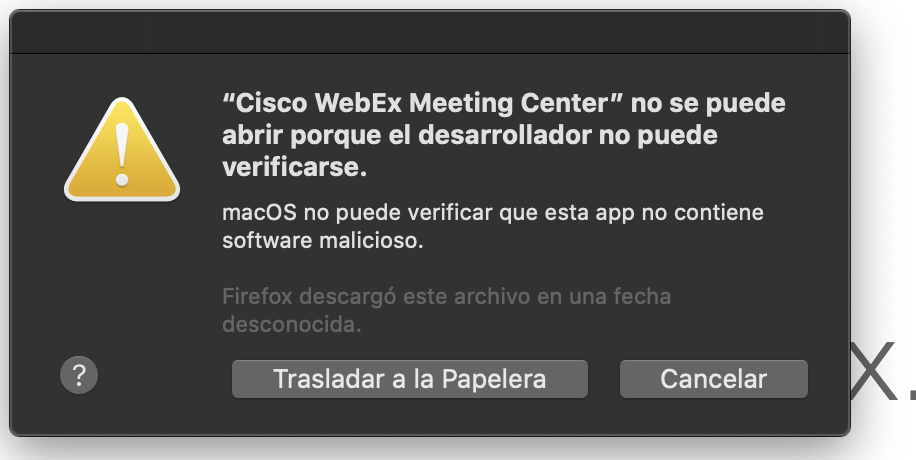 “Cisco WebEx Meeting Center” no se puede
abrir porque el desarrollador no puede
verificarse.
macOS no puede verificar que esta app no contiene
software malicioso.
Firefox descargó este archivo en una fecha
desconocida.
?
Trasladar a la Papelera
Cancelar
X.